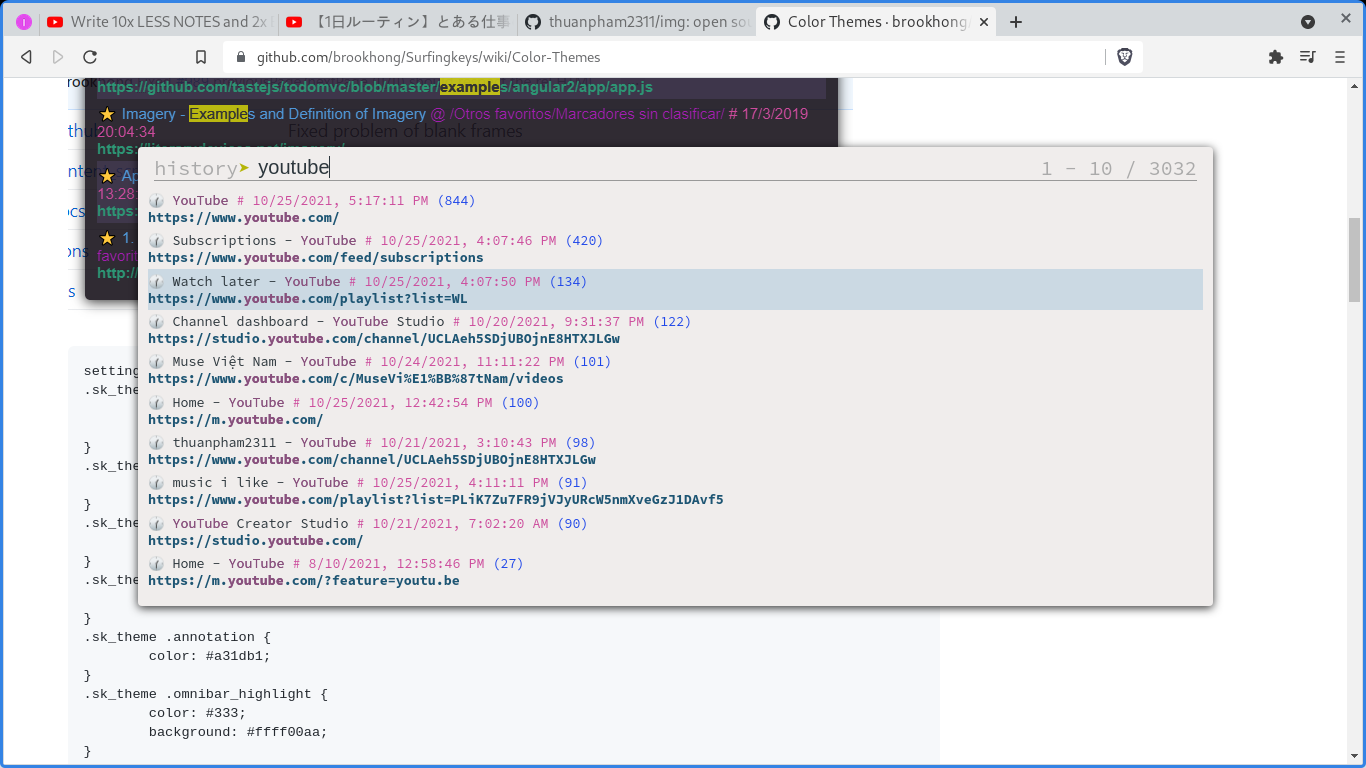 Write 10x LESS NOTES and 2x
【1日ルーティン】とある仕事
thuanpham2311/img: open sou
Color Themes · brookhong
github.com/brookhong/Surfingkeys/wiki/Color-Themes
brook
https://github.com/tastejs/todomvc/blob/master/examples/angular2/app/app.js
Imagery - Examples and Definition of Imagery @ /Otros favoritos/Marcadores sin clasificar/ # 17/3/2019
20:04:34
Fixed problem of blank frames
history➤ youtube
1 - 10 / 3032
YouTube # 10/25/2021, 5:17:11 PM (844)
https://www.youtube.com/
Subscriptions - YouTube # 10/25/2021, 4:07:46 PM (420)
https://www.youtube.com/feed/subscriptions
Watch later - YouTube # 10/25/2021, 4:07:50 PM (134)
https://www.youtube.com/playlist?list=WL
Channel dashboard - YouTube Studio # 10/20/2021, 9:31:37 PM (122)
https://studio.youtube.com/channel/UCLAeh5SDjUBOjnE8HTXJLGw
Muse Việt Nam - YouTube # 10/24/2021, 11:11:22 PM (101)
https://www.youtube.com/c/MuseVi%E1%BB%87tNam/videos
Home - YouTube # 10/25/2021, 12:42:54 PM (100)
https://m.youtube.com/
thuanpham2311 - YouTube # 10/21/2021, 3:10:43 PM (98)
https://www.youtube.com/channel/UCLAeh5SDjUBOjnE8HTXJLGw
music i like - YouTube # 10/25/2021, 4:11:11 PM (91)
https://www.youtube.com/playlist?list=PLiK7Zu7FR9jVJyURcW5nmXveGzJ1DAvf5
YouTube Creator Studio # 10/21/2021, 7:02:20 AM (90)
https://studio.youtube.com/
Home - YouTube # 8/10/2021, 12:58:46 PM (27)
https://m.youtube.com/?feature=youtu.be
13:28:
1.
favorit
http:/
setting
.sk_the
}
.sk_the
}
.sk_the
}
.sk_the
}
.sk_theme .annotation {
color: #a31db1;
}
.sk_theme .omnibar_highlight {
color: #333;
background: #ffff00aa;
}